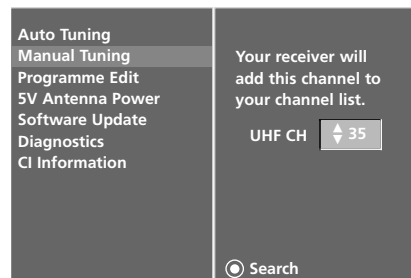 Auto Tuning
Manual Tuning
Programme Edit
5V Antenna Power
Software Update
Diagnostics
CI Information
Your receiver will
add this channel to
your channel list.
UHF CH 35
Search